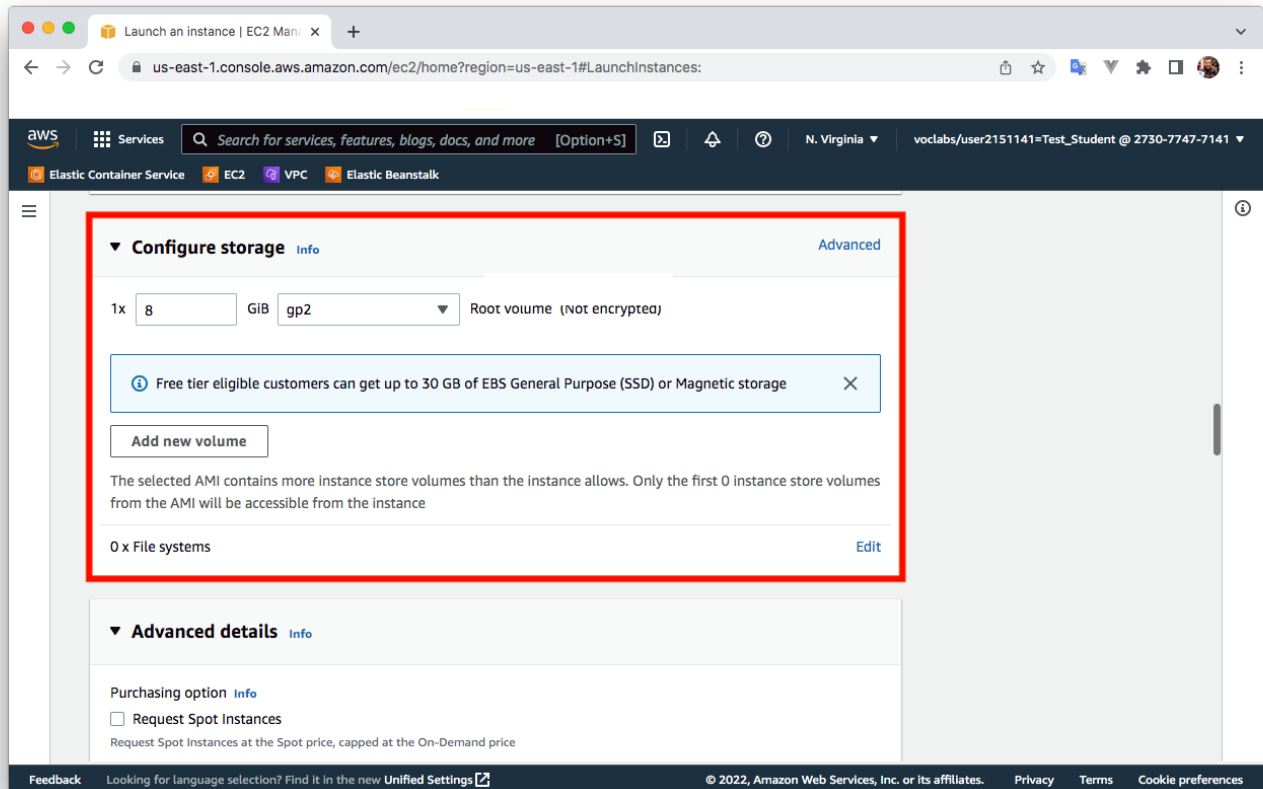 Launch an instance | EC2 Man
us-east-1.console.aws.amazon.com/ec2/home?region=us-east-1#LaunchInstances:
aws
Services
Search for services, features, blogs, docs, and more [Option+S]
N. Virginia
voclabs/user2151141=Test_Student @ 2730-7747-7141
Elastic Container Service
EC2
VPC
Elastic Beanstalk
Configure storage Info
Advanced
1x 8 GiB gp2 Root volume (Not encrypted)
Free tier eligible customers can get up to 30 GB of EBS General Purpose (SSD) or Magnetic storage
Add new volume
The selected AMI contains more instance store volumes than the instance allows. Only the first 0 instance store volumes
from the AMI will be accessible from the instance
0 x File systems
Edit
Advanced details Info
Purchasing option Info
Request Spot Instances
Request Spot Instances at the Spot price, capped at the On-Demand price
Feedback
Looking for language selection? Find it in the new Unified Settings
© 2022, Amazon Web Services, Inc. or its affiliates.
Privacy
Terms
Cookie preferences